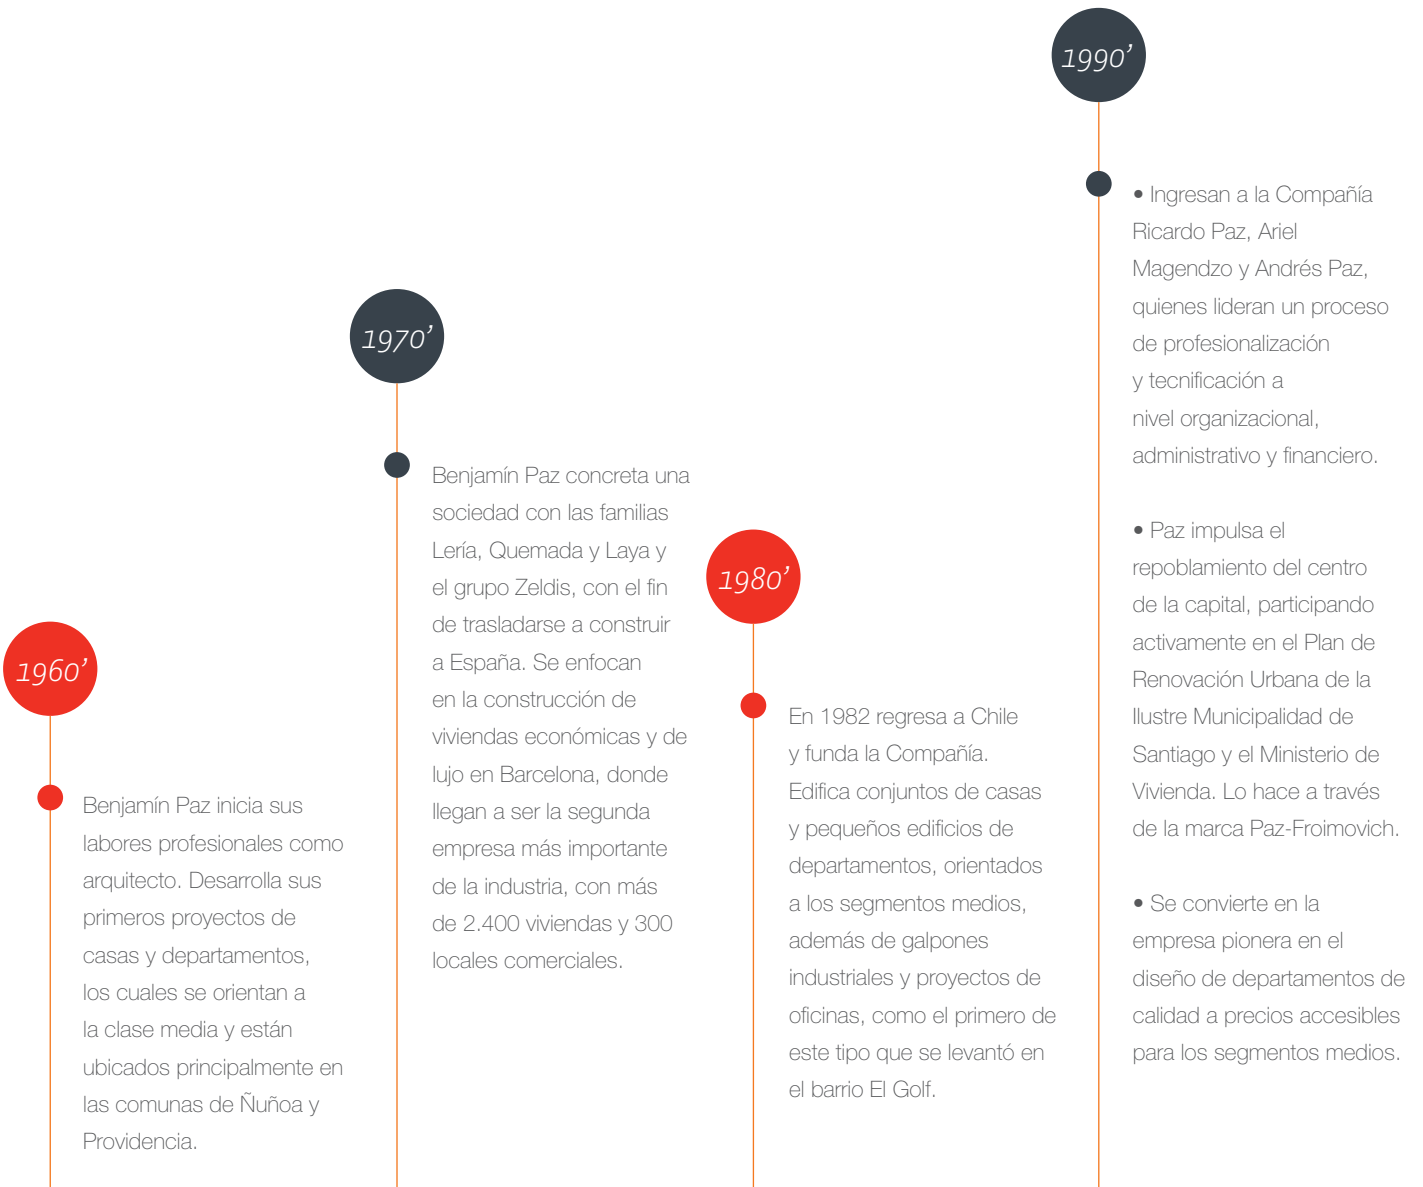 1960’
Benjamín Paz inicia sus
labores profesionales como
arquitecto. Desarrolla sus
primeros proyectos de
casas y departamentos,
los cuales se orientan a
la clase media y están
ubicados principalmente en
las comunas de Ñuñoa y
Providencia.
1970’
Benjamín Paz concreta una
sociedad con las familias
Lería, Quemada y Laya y
el grupo Zeldis, con el fin
de trasladarse a construir
a España. Se enfocan
en la construcción de
viviendas económicas y de
lujo en Barcelona, donde
llegan a ser la segunda
empresa más importante
de la industria, con más
de 2.400 viviendas y 300
locales comerciales.
1980’
En 1982 regresa a Chile
y funda la Compañía.
Edifica conjuntos de casas
y pequeños edificios de
departamentos, orientados
a los segmentos medios,
además de galpones
industriales y proyectos de
oficinas, como el primero de
este tipo que se levantó en
el barrio El Golf.
1990’
• Ingresan a la Compañía
Ricardo Paz, Ariel
Magendzo y Andrés Paz,
quienes lideran un proceso
de profesionalización
y tecnificación a
nivel organizacional,
administrativo y financiero.
• Paz impulsa el
repoblamiento del centro
de la capital, participando
activamente en el Plan de
Renovación Urbana de la
Ilustre Municipalidad de
Santiago y el Ministerio de
Vivienda. Lo hace a través
de la marca Paz-Froimovich.
• Se convierte en la
empresa pionera en el
diseño de departamentos de
calidad a precios accesibles
para los segmentos medios.